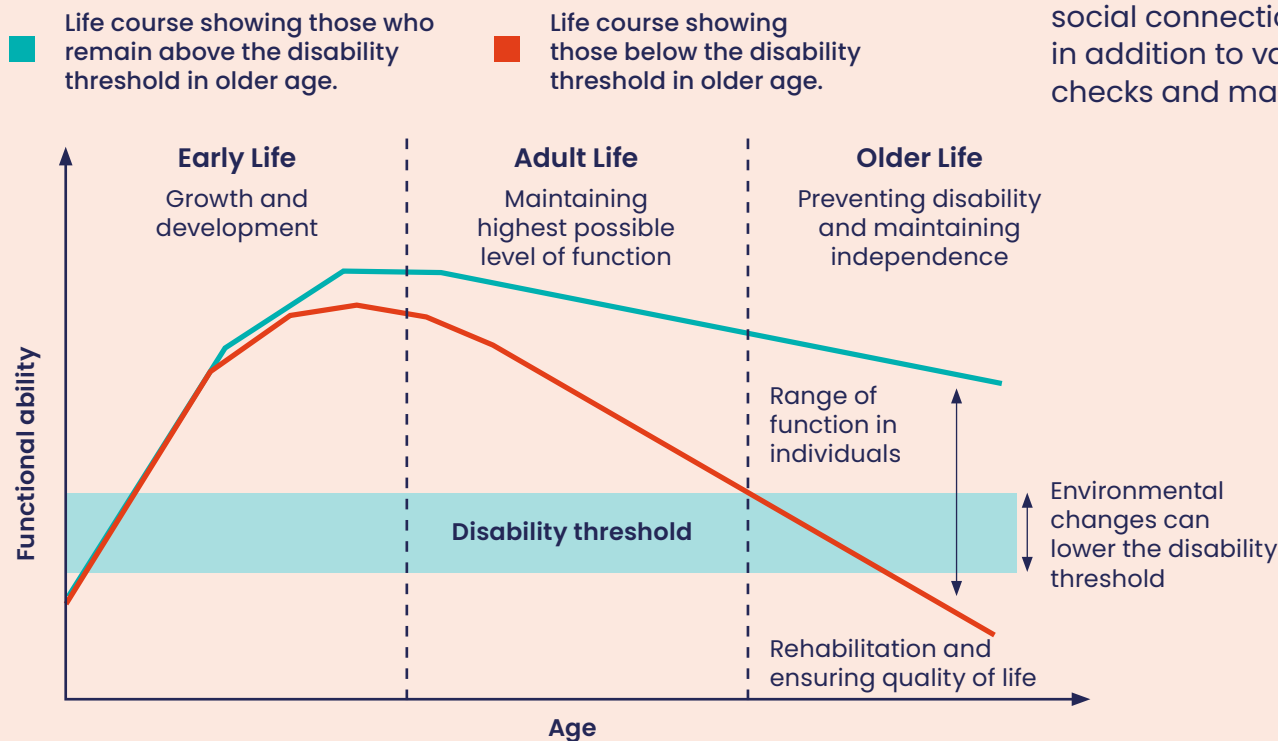 Life course showing those who
remain above the disability
threshold in older age.
Life course showing
those below the disability
threshold in older age.
social
in addition to
checks and
Early Life
Growth and
development
Adult Life
Maintaining
highest possible
level of function
Older Life
Preventing disability
and maintaining
independence
Functional ability
Range of
function in
individuals
Disability threshold
Environmental
changes can
lower the disability
threshold
Rehabilitation and
ensuring quality of life
Age